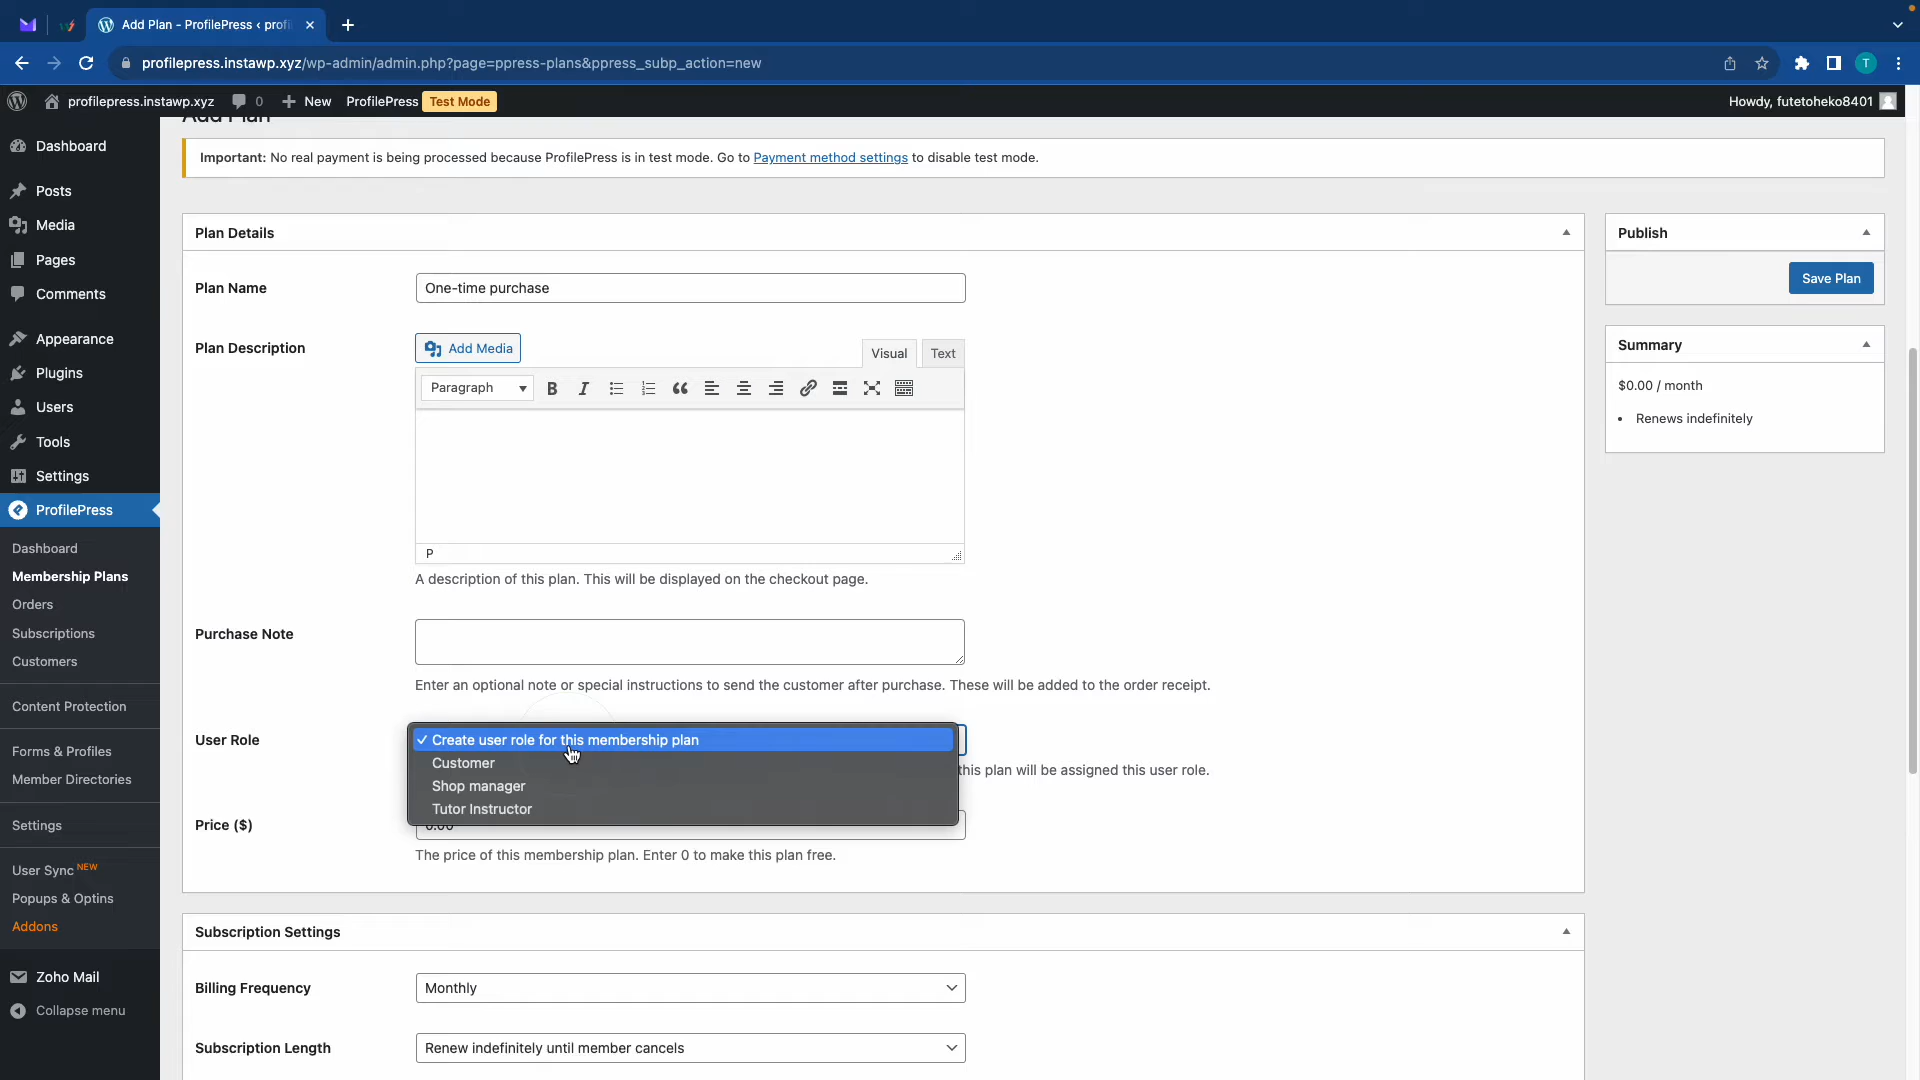 Add Plan - ProfilePress ‹ profi
profilepress.instawp.xyz/wp-admin/admin.php?page=ppress-plans&ppress_subp_action=new
T
profilepress.instawp.xyz
0
New
ProfilePress
Test Mode
Howdy, futetoheko8401
Dashboard
Posts
Media
Pages
Comments
Appearance
Plugins
Users
Tools
Settings
ProfilePress
Dashboard
Membership Plans
Orders
Subscriptions
Customers
Content Protection
Forms & Profiles
Member Directories
Settings
User Sync NEW
Popups & Optins
Addons
Zoho Mail
Collapse menu
Add Plan
Important: No real payment is being processed because ProfilePress is in test mode. Go to Payment method settings to disable test mode.
Plan Details
Plan Name
One-time purchase
Plan Description
Add Media
Visual
Text
Paragraph
P
A description of this plan. This will be displayed on the checkout page.
Purchase Note
Enter an optional note or special instructions to send the customer after purchase. These will be added to the order receipt.
User Role
✓ Create user role for this membership plan
Customer
Shop manager
Tutor Instructor
this plan will be assigned this user role.
Price ($)
0.00
The price of this membership plan. Enter 0 to make this plan free.
Subscription Settings
Billing Frequency
Monthly
Subscription Length
Renew indefinitely until member cancels
Publish
Save Plan
Summary
$0.00 / month
• Renews indefinitely